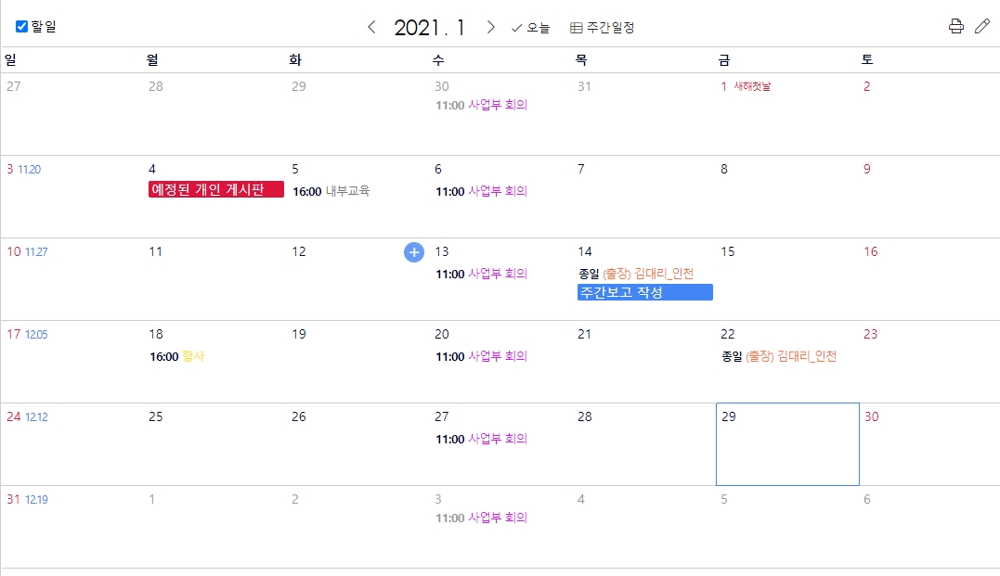 할일
2021. 1
오늘
주간일정
일 월 화 수 목 금 토
27 28 29 30 31 1 새해첫날 2
11:00 사업부 회의
3 11.20 4 5 6 7 8 9
예정된 개인 게시판 16:00 내부교육 11:00 사업부 회의
10 11.27 11 12 13 14 15 16
11:00 사업부 회의 종일 (출장) 김대리_인천
주간보고 작성
17 12.05 18 19 20 21 22 23
16:00 행사 11:00 사업부 회의 종일 (출장) 김대리_인천
24 12.12 25 26 27 28 29 30
11:00 사업부 회의
31 12.19 1 2 3 4 5 6
11:00 사업부 회의